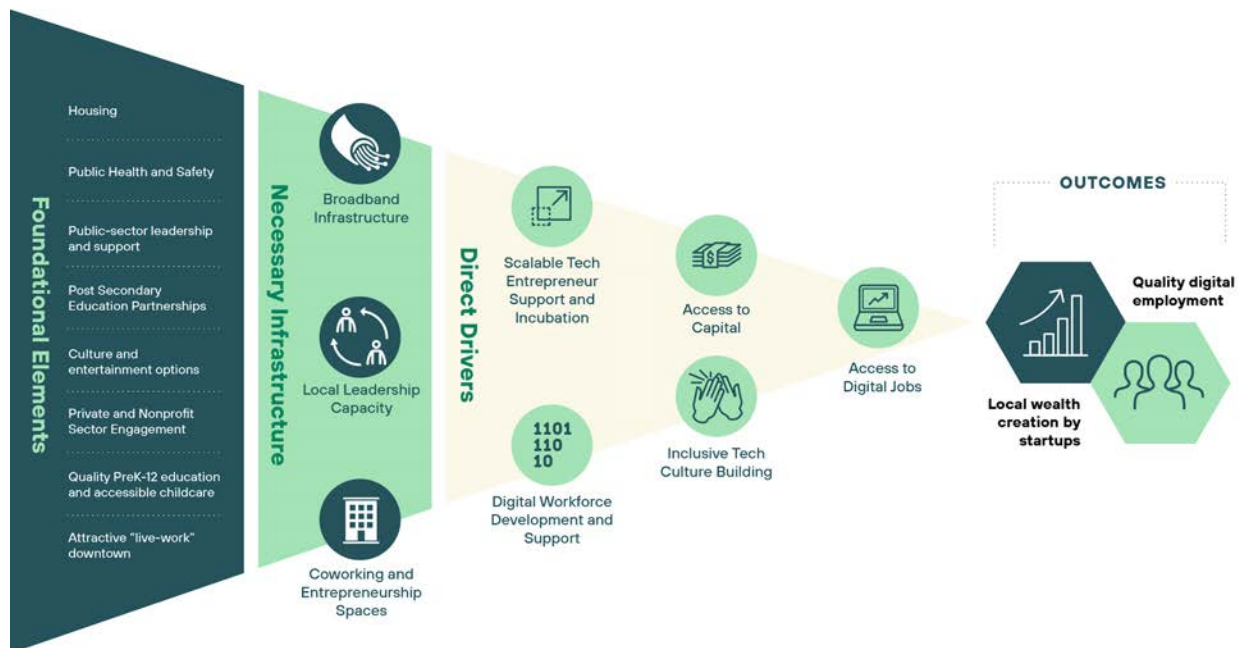 Foundational Elements
Housing
Public Health and Safety
Public-sector leadership
and support
Post Secondary
Education Partnerships
Culture and
entertainment options
Private and Nonprofit
Sector Engagement
Quality PreK-12 education
and accessible childcare
Attractive "live-work"
downtown
Necessary Infrastructure
Broadband
Infrastructure
Local Leadership
Capacity
Coworking and
Entrepreneurship
Spaces
Direct Drivers
Scalable Tech
Entrepreneur
Support and
Incubation
1101
110
10
Digital Workforce
Development and
Support
$
Access to
Capital
Inclusive Tech
Culture Building
Access to
Digital Jobs
OUTCOMES
Quality digital
employment
Local wealth
creation by
startups